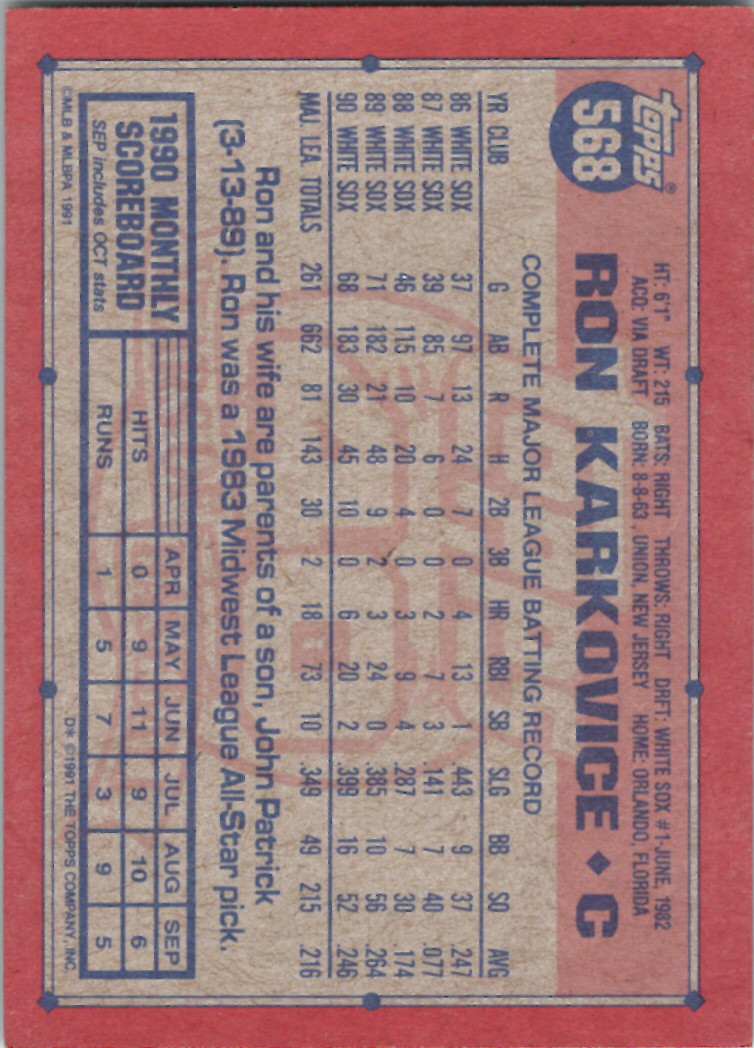 topps®
568
HT: 6'1" WT: 215 BATS: RIGHT THROWS: RIGHT DRFT: WHITE SOX #1-JUNE, 1982
ACQ: VIA DRAFT BORN: 8-8-63, UNION, NEW JERSEY HOME: ORLANDO, FLORIDA
RON KARKOVICE ♦ C
COMPLETE MAJOR LEAGUE BATTING RECORD
YR CLUB G AB R H 2B 3B HR RBI SB SLG BB SO AVG
86 WHITE SOX 37 97 13 24 7 0 4 13 1 .443 9 37 .247
87 WHITE SOX 39 85 7 6 0 0 2 7 3 .141 7 40 .077
88 WHITE SOX 46 115 10 20 4 0 3 9 4 .287 7 30 .174
89 WHITE SOX 71 182 21 48 9 2 3 24 0 .385 10 56 .264
90 WHITE SOX 68 183 30 45 10 0 6 20 2 .399 16 52 .246
MAJ. LEA TOTALS 261 662 81 143 30 2 18 73 10 .349 49 215 .216
Ron and his wife are parents of a son, John Patrick
(3-13-89). Ron was a 1983 Midwest League All-Star pick.
1990 MONTHLY
SCOREBOARD
SEP includes OCT stats
APR MAY JUN JUL AUG SEP
HITS 0 9 11 9 10 6
RUNS 1 5 7 3 9 5
©MLB & MLBPA 1991
D* ©1991 THE TOPPS COMPANY, INC.